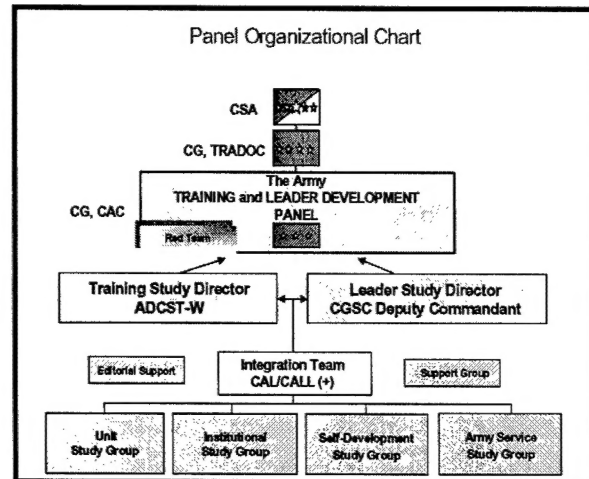 Panel Organizational Chart
CSA
CG, TRADOC
The Army
TRAINING and LEADER DEVELOPMENT
PANEL
CG, CAC
Red Team
Training Study Director
ADCST-W
Leader Study Director
CGSC Deputy Commandant
Integration Team
CAL/CALL (+)
Editorial Support
Support Group
Unit
Study Group
Institutional
Study Group
Self-Development
Study Group
Army Service
Study Group